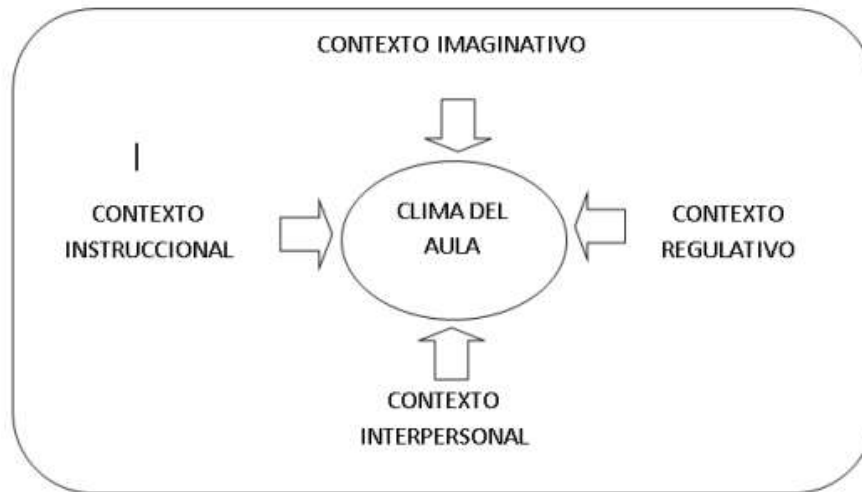 CONTEXTO IMAGINATIVO
CONTEXTO
INSTRUCCIONAL
CLIMA DEL
AULA
CONTEXTO
REGULATIVO
CONTEXTO
INTERPERSONAL